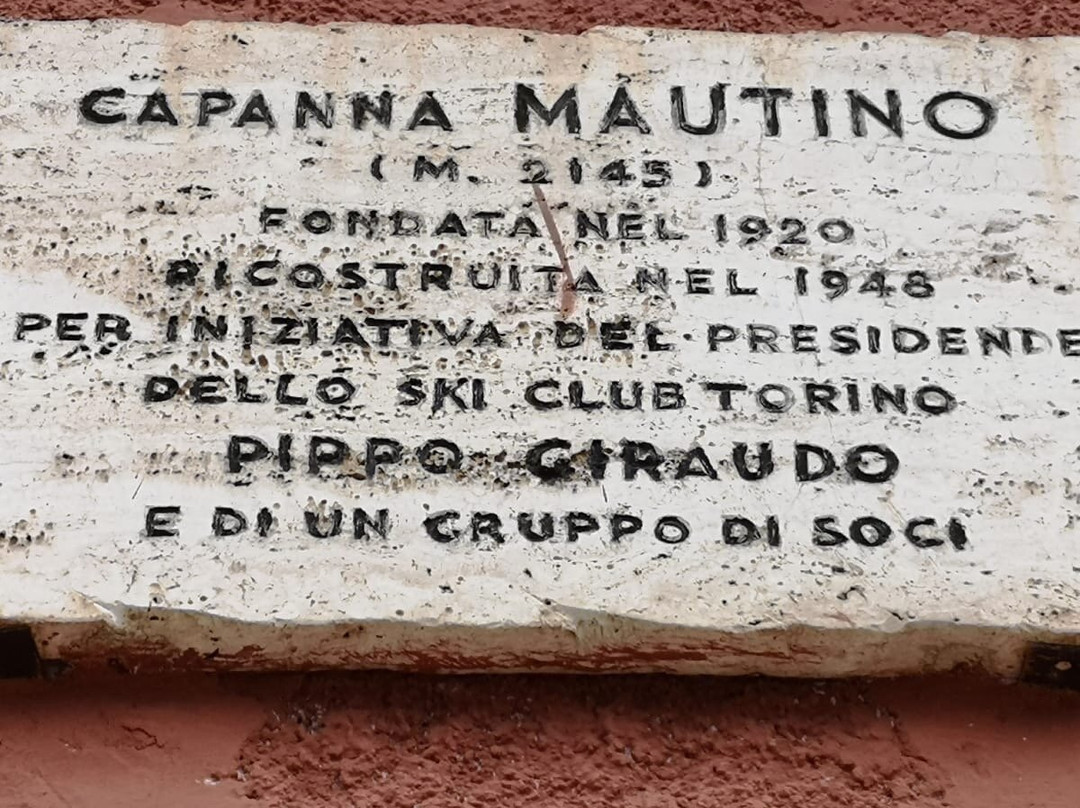 CAPANNA MAUTINO
(M. 2145)
FONDATA NEL 1920
RICOSTRUITA NEL 1948
PER INIZIATIVA DEL PRESIDENDE
DELLO SKI CLUB TORINO
PIPPO GIRAUDO
E DI UN GRUPPO DI SOCI